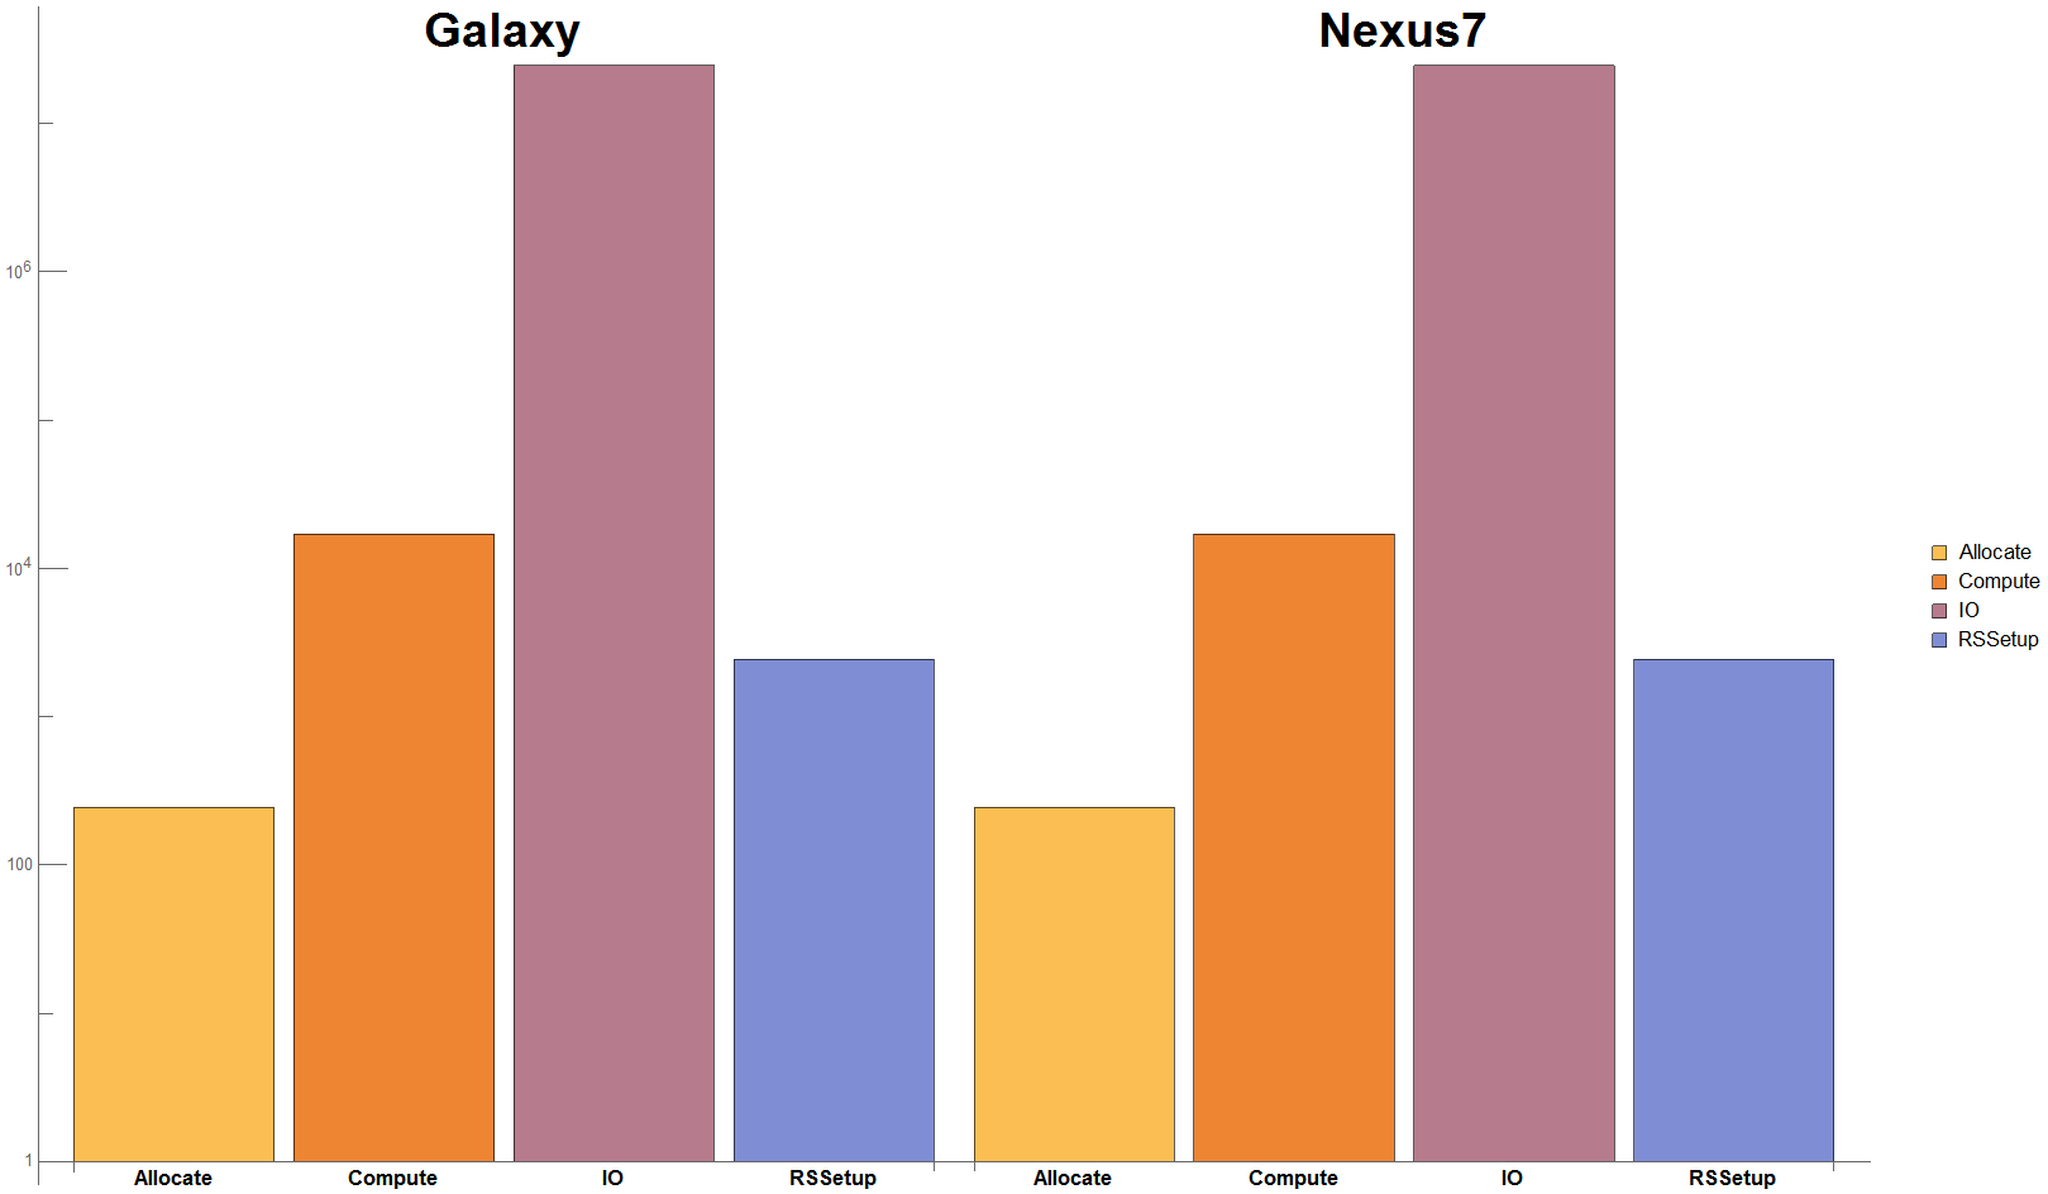 Galaxy
Nexus7
10^6
10^4
100
1
Allocate
Compute
IO
RSSetup
Allocate
Compute
IO
RSSetup
Allocate
Compute
IO
RSSetup